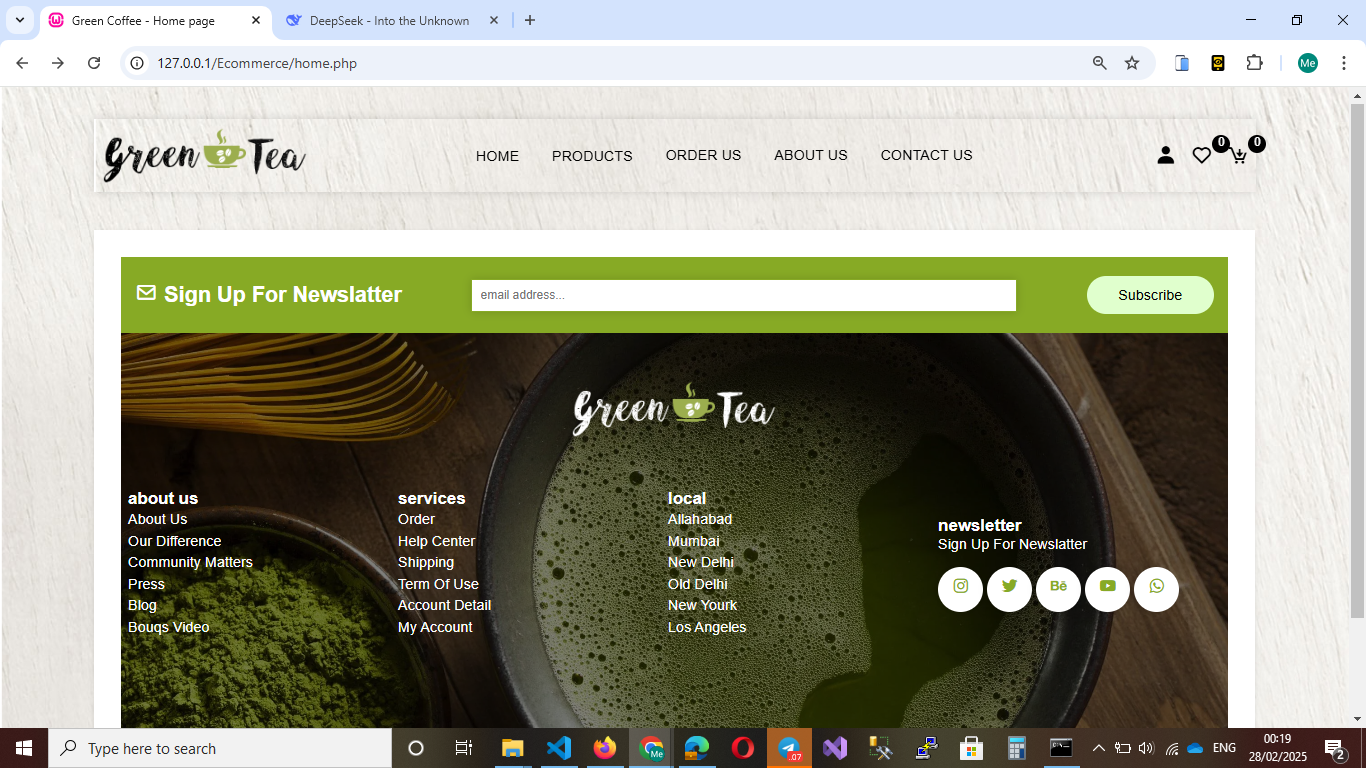 Green Coffee - Home page
DeepSeek - Into the Unknown
127.0.0.1/Ecommerce/home.php
Me
Green Tea
HOME
PRODUCTS
ORDER US
ABOUT US
CONTACT US
0
0
Sign Up For Newslatter
email address...
Subscribe
Green Tea
about us
About Us
Our Difference
Community Matters
Press
Blog
Bouqs Video
services
Order
Help Center
Shipping
Term Of Use
Account Detail
My Account
local
Allahabad
Mumbai
New Delhi
Old Delhi
New Yourk
Los Angeles
newsletter
Sign Up For Newslatter
Bē
Type here to search
Me
.07
ENG
00:19
28/02/2025
2